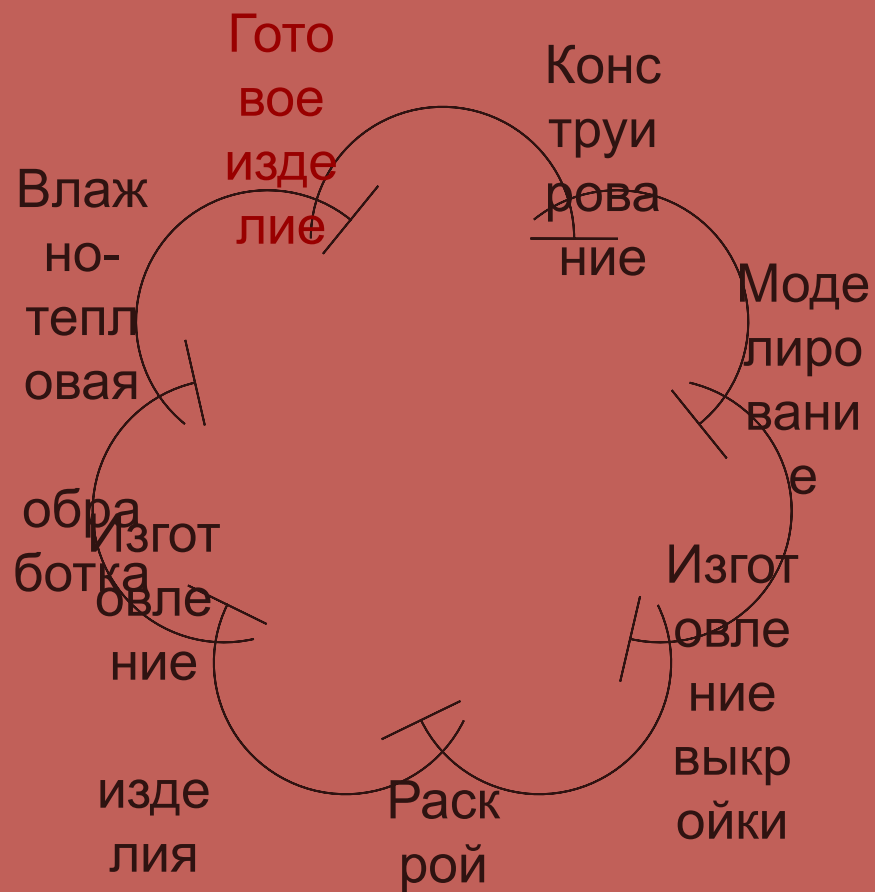 Гото
вое
изде
лие
Конс
труи
рова
ние
Моде
лиро
вани
е
Изгот
овле
ние
выкр
ойки
Раск
рой
Изгот
овле
ние
изде
лия
Влаж
но-
тепл
овая
обра
ботка